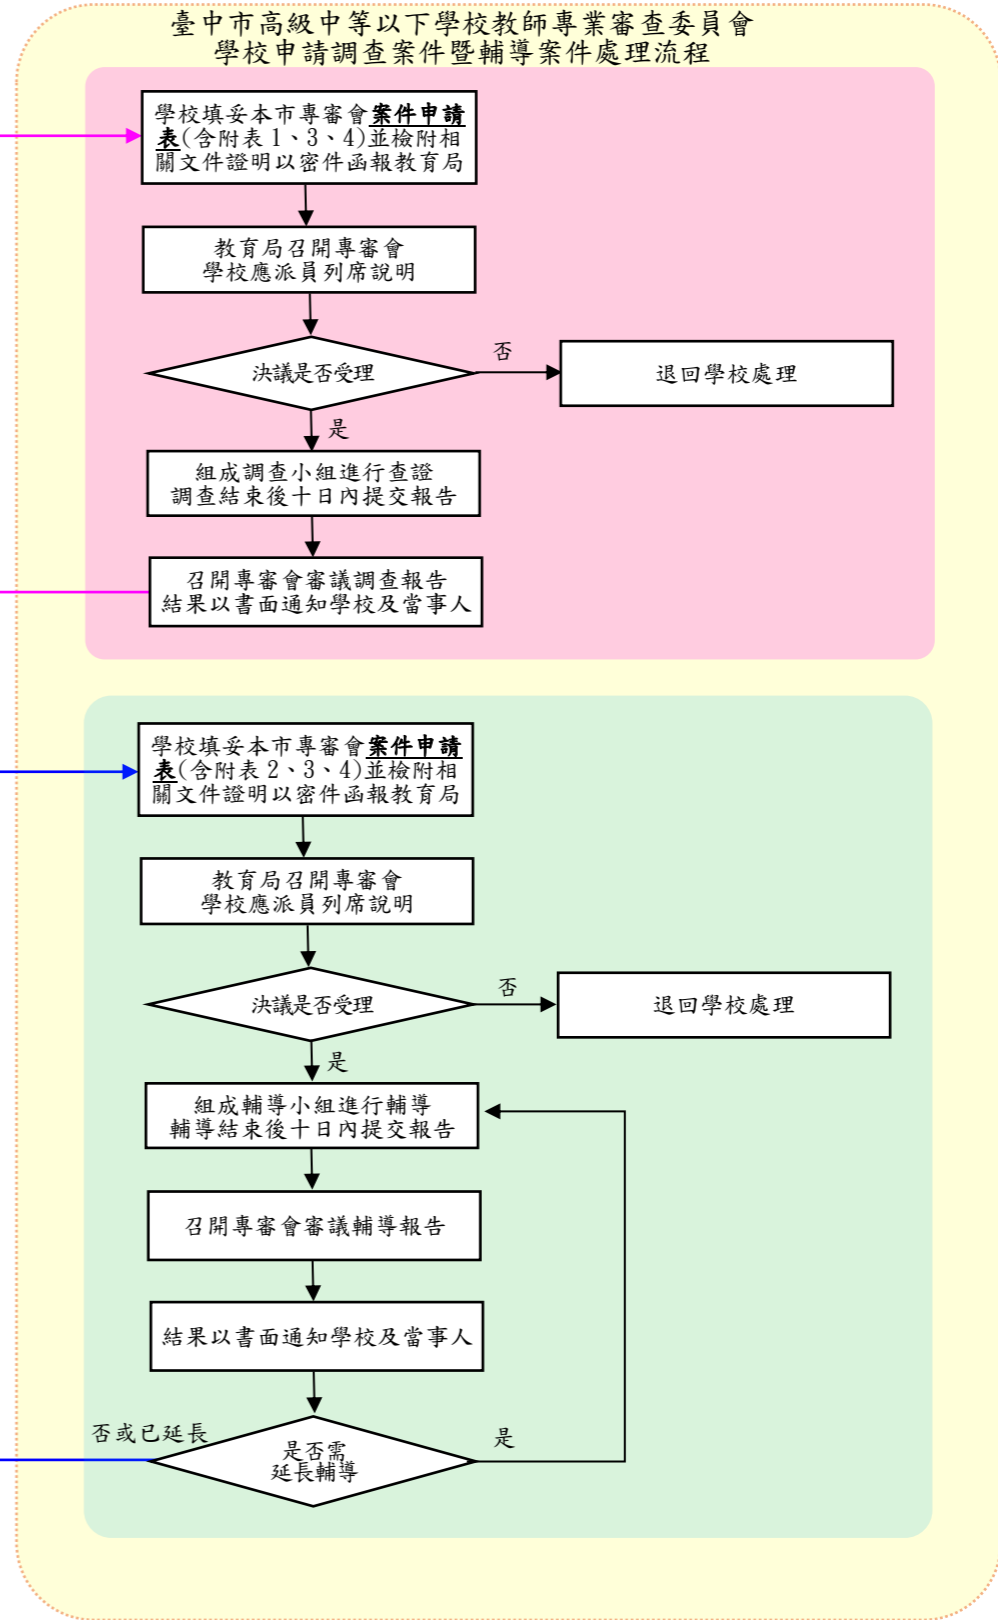 臺中市高級中等以下學校教師專業審查委員會
學校申請調查案件暨輔導案件處理流程
學校填妥本市專審會案件申請
表(含附表1、3、4)並檢附相
關文件證明以密件函報教育局
教育局召開專審會
學校應派員列席說明
決議是否受理
否
退回學校處理
是
組成調查小組進行查證
調查結束後十日內提交報告
召開專審會審議調查報告
結果以書面通知學校及當事人
學校填妥本市專審會案件申請
表(含附表2、3、4)並檢附相
關文件證明以密件函報教育局
教育局召開專審會
學校應派員列席說明
決議是否受理
否
退回學校處理
是
組成輔導小組進行輔導
輔導結束後十日內提交報告
召開專審會審議輔導報告
結果以書面通知學校及當事人
否或已延長
是否需
延長輔導
是